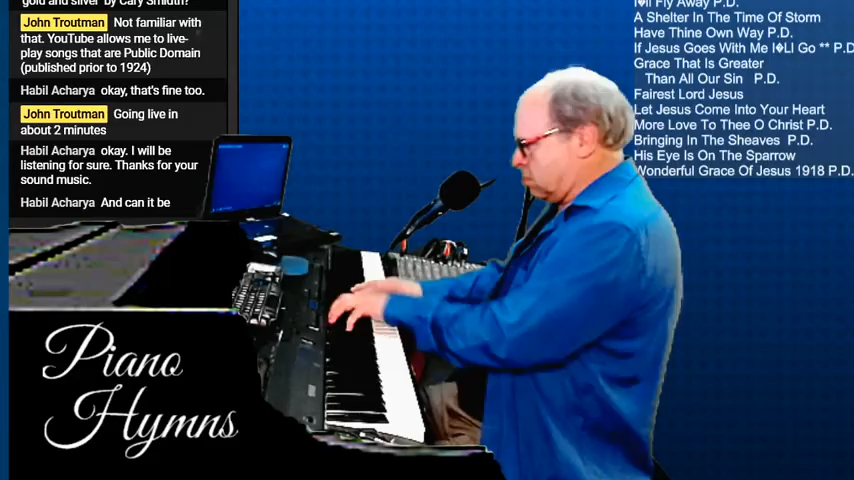 gold and silver by Cary Smidth?
John Troutman Not familiar with
that. YouTube allows me to live-
play songs that are Public Domain
(published prior to 1924)
Habil Acharya okay, that's fine too.
John Troutman Going live in
about 2 minutes
Habil Acharya okay. I will be
listening for sure. Thanks for your
sound music.
Habil Acharya And can it be
Piano
Hymns
I�ll Fly Away P.D.
A Shelter In The Time Of Storm
Have Thine Own Way P.D.
If Jesus Goes With Me I�Ll Go ** P.D
Grace That Is Greater
Than All Our Sin P.D.
Fairest Lord Jesus
Let Jesus Come Into Your Heart
More Love To Thee O Christ P.D.
Bringing In The Sheaves P.D.
His Eye Is On The Sparrow
Wonderful Grace Of Jesus 1918 P.D.